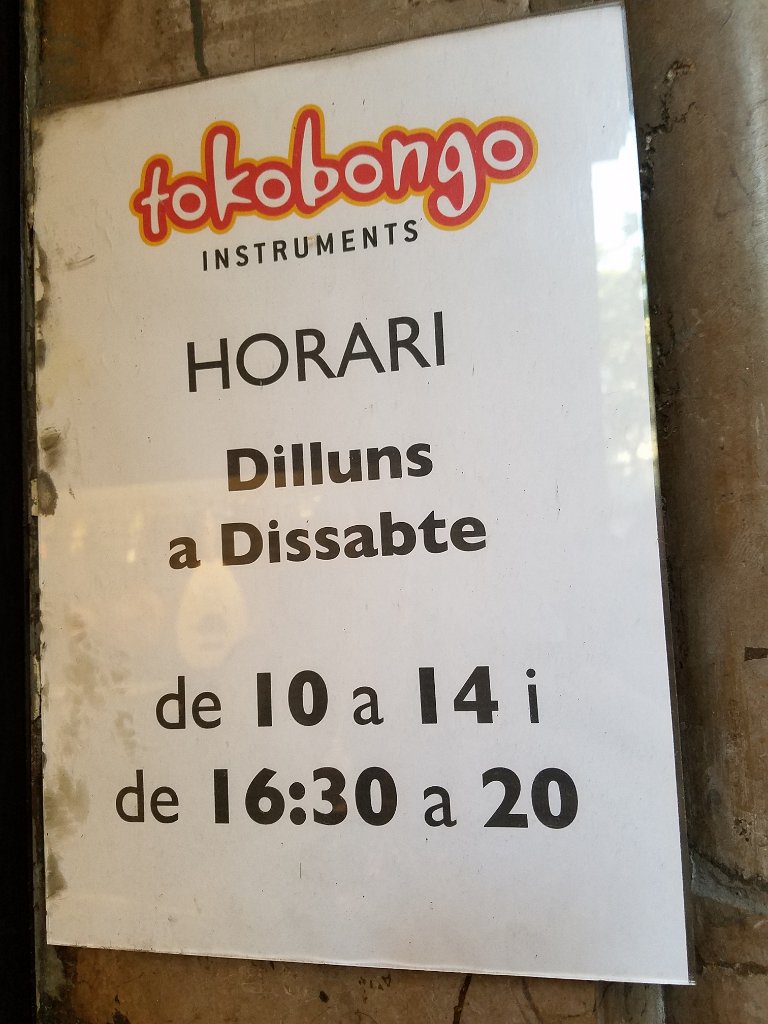 tokobongo
INSTRUMENTS
HORARI
Dilluns
a Dissabte
de 10 a 14 i
de 16:30 a 20